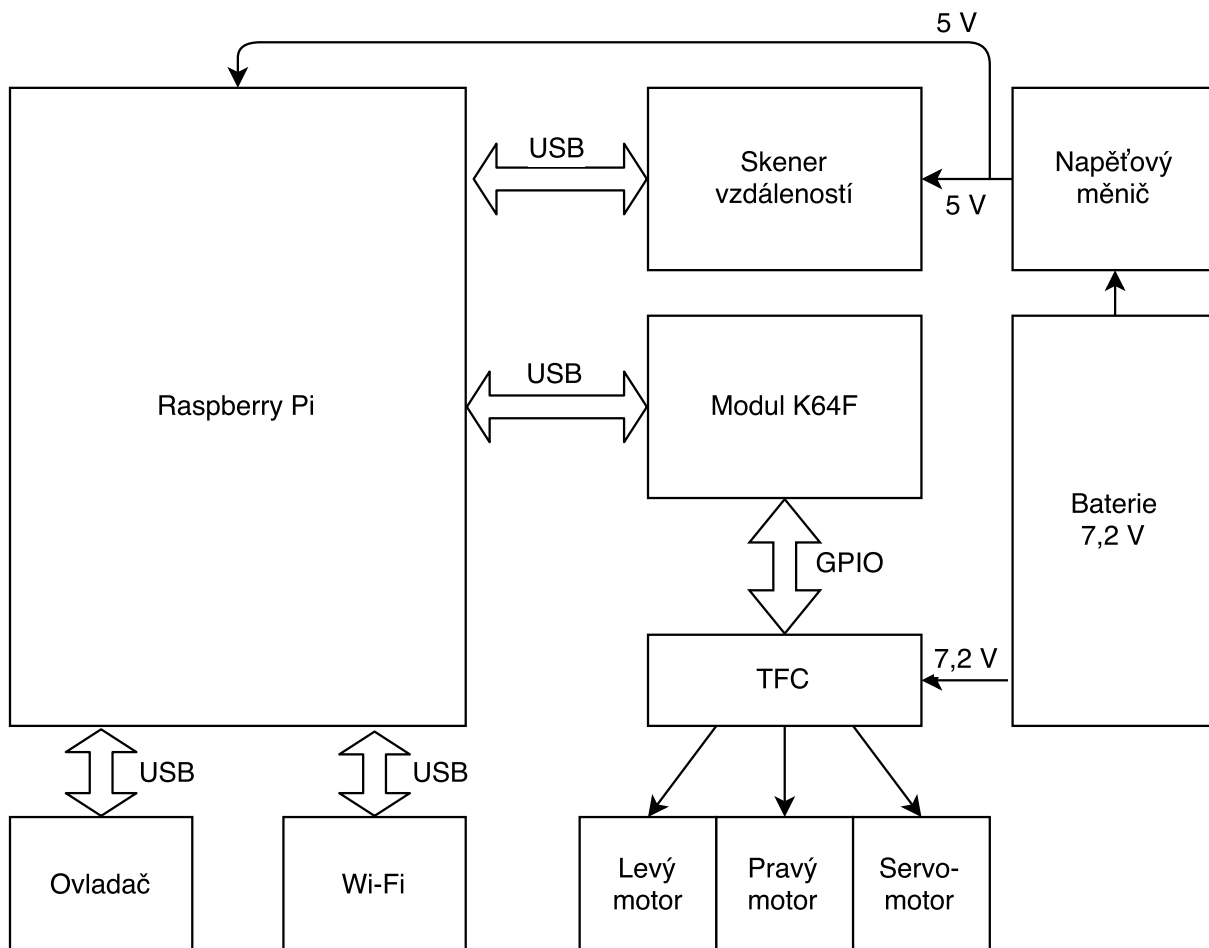 5 V
USB
Skener
vzdáleností
5 V
Napěťový
měnič
Raspberry Pi
USB
Modul K64F
Baterie
7,2 V
GPIO
TFC
7,2 V
USB
USB
Ovladač
Wi-Fi
Levý
motor
Pravý
motor
Servo-
motor